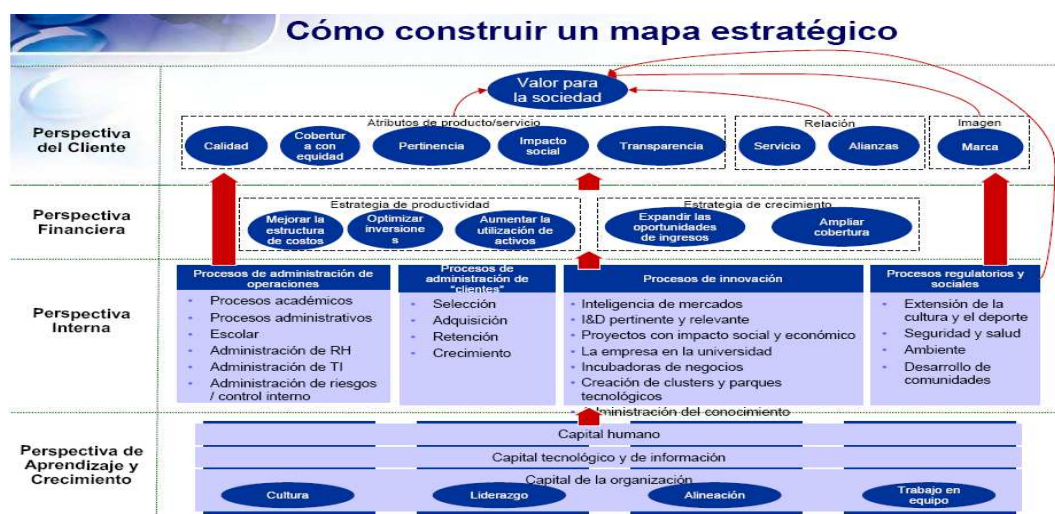 Cómo construir un mapa estratégico
Valor para
la sociedad
Perspectiva
del Cliente
Atributos de producto/servicio
Calidad
Cobertur
a con
equidad
Pertinencia
Impacto
social
Transparencia
Relación
Servicio
Alianzas
Imagen
Marca
Perspectiva
Financiera
Estrategia de productividad
Mejorar la
estructura
de costos
Optimizar
inversione
s
Aumentar la
utilización de
activos
Estrategia de crecimiento
Expandir las
oportunidades
de ingresos
Ampliar
cobertura
Perspectiva
Interna
Procesos de administración de
operaciones
• Procesos académicos
• Procesos administrativos
• Escolar
• Administración de RH
• Administración de TI
• Administración de riesgos
/ control interno
Procesos de
administración de
"clientes"
• Selección
• Adquisición
• Retención
• Crecimiento
Procesos de innovación
• Inteligencia de mercados
• I&D pertinente y relevante
• Proyectos con impacto social y económico
• La empresa en la universidad
• Incubadoras de negocios
• Creación de clusters y parques
tecnológicos
• Administración del conocimiento
Procesos regulatorios y
sociales
• Extensión de la
cultura y el deporte
• Seguridad y salud
• Ambiente
• Desarrollo de
comunidades
Perspectiva de
Aprendizaje y
Crecimiento
Capital humano
Capital tecnológico y de información
Capital de la organización
Cultura
Liderazgo
Alineación
Trabajo en
equipo